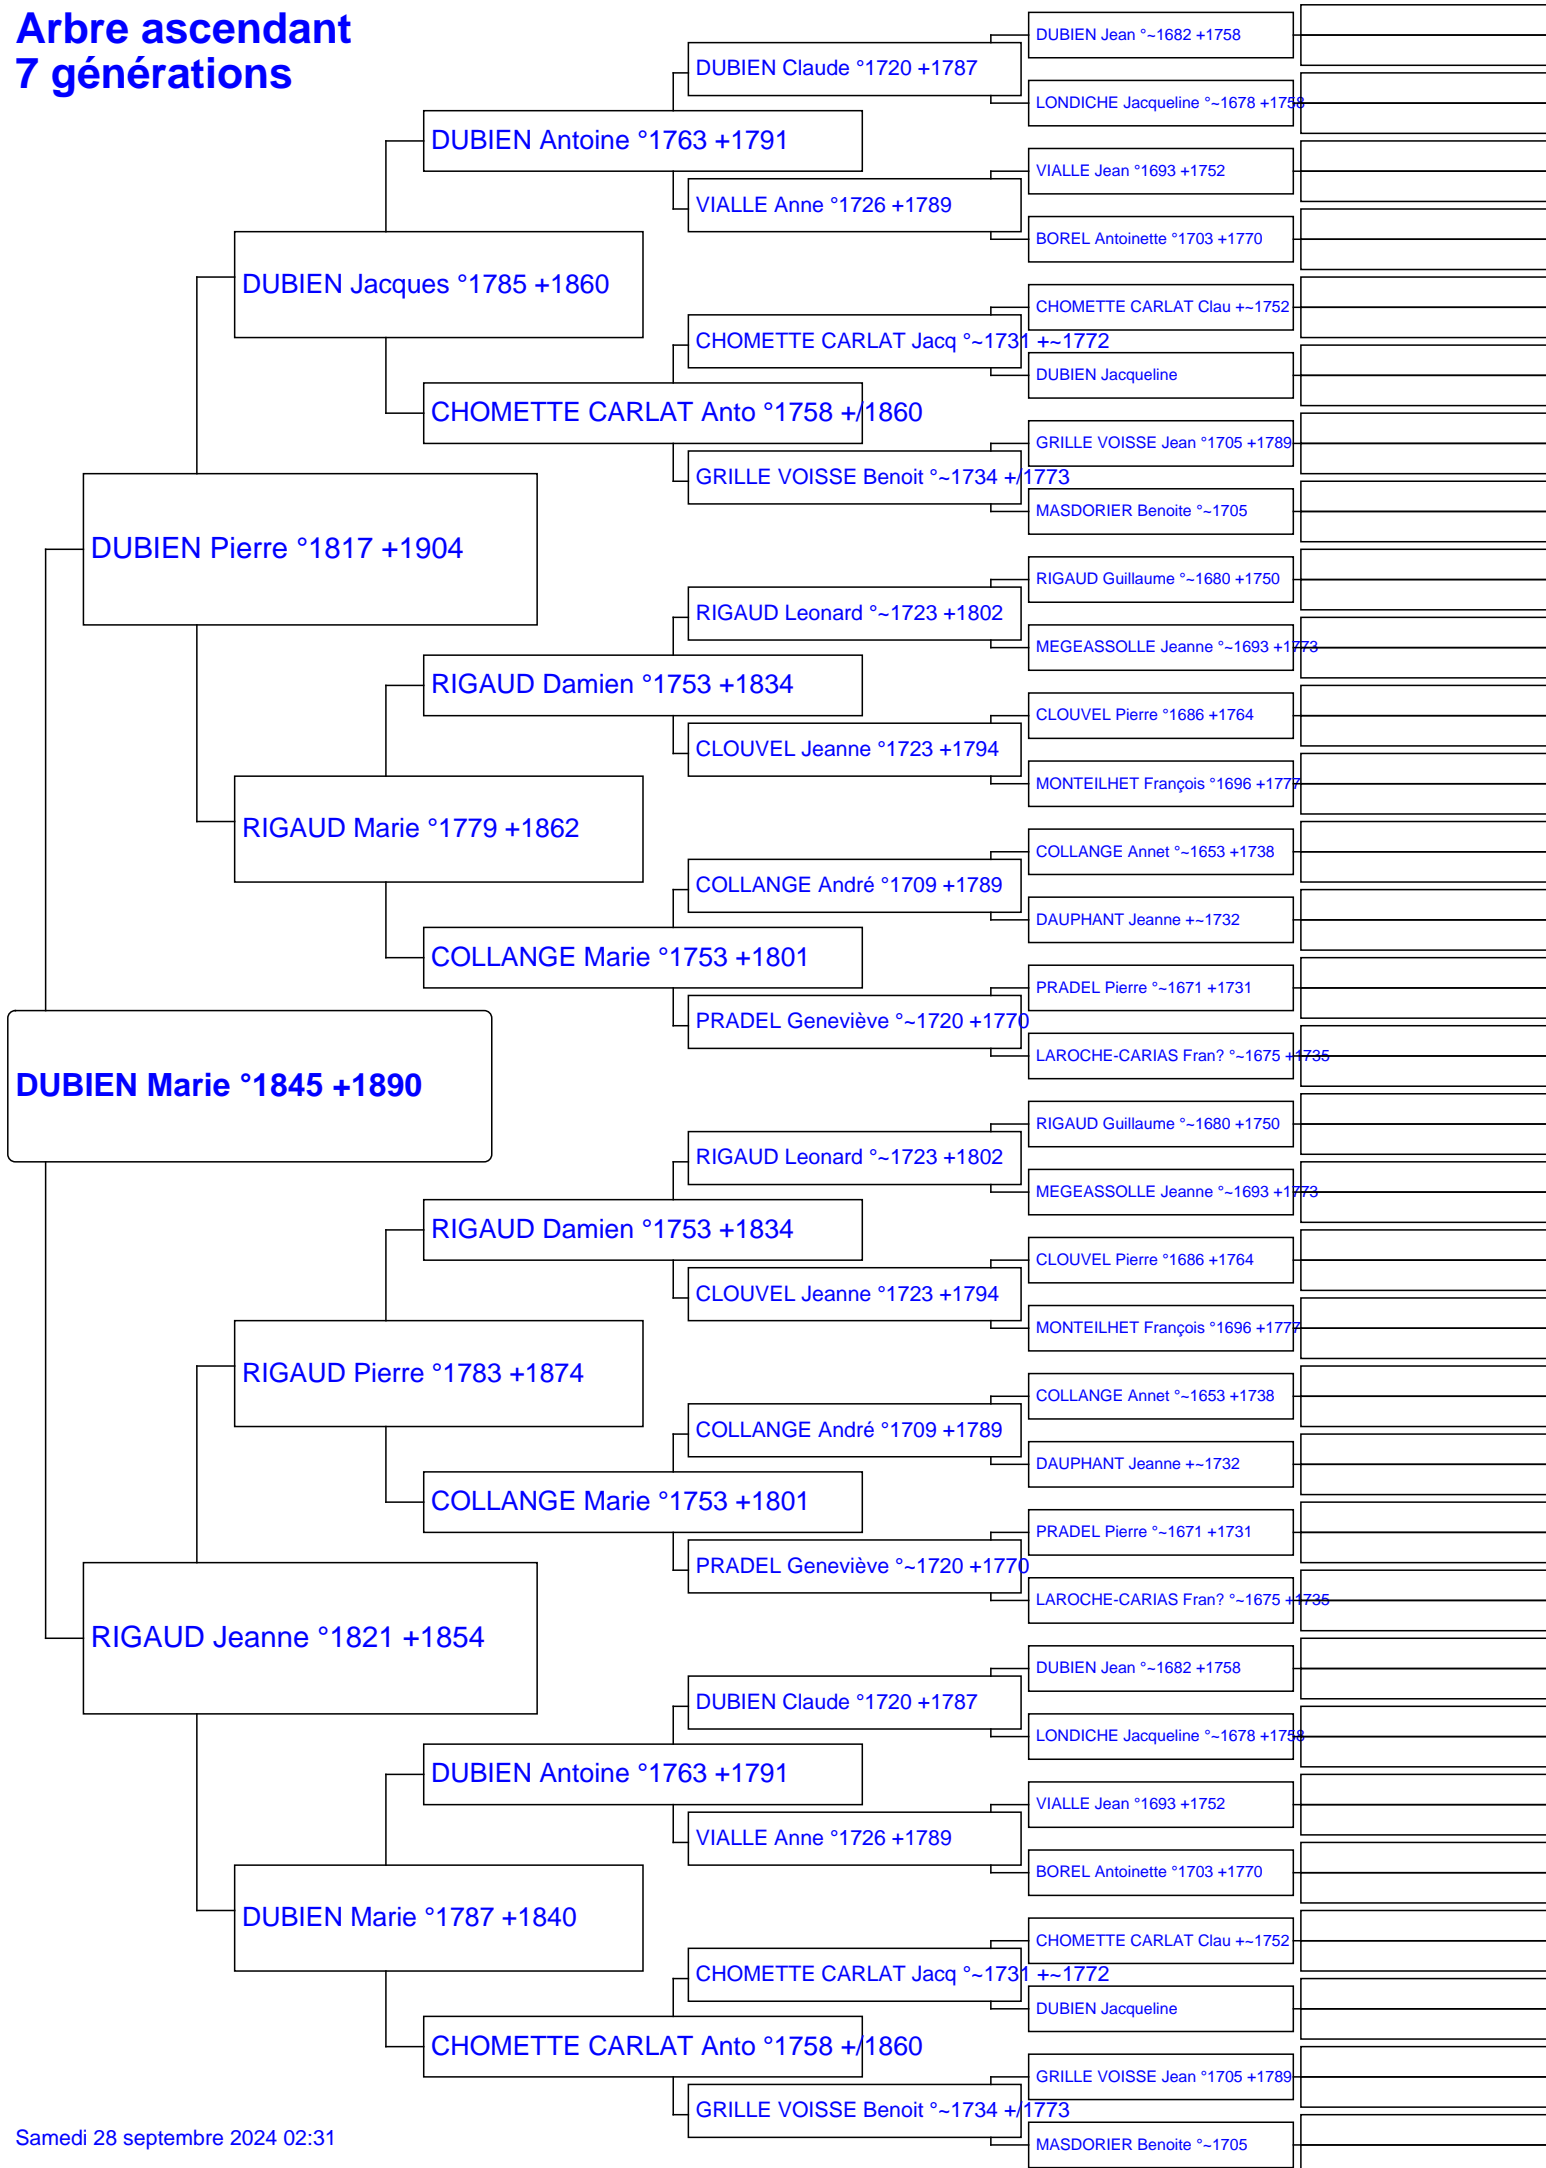 Arbre ascendant
7 générations
DUBIEN Jean °~1682 +1758
DUBIEN Claude °1720 +1787
LONDICHE Jacqueline °~1678 +1758
DUBIEN Antoine °1763 +1791
VIALLE Jean °1693 +1752
VIALLE Anne °1726 +1789
BOREL Antoinette °1703 +1770
DUBIEN Jacques °1785 +1860
CHOMETTE CARLAT Clau +~1752
CHOMETTE CARLAT Jacq °~1731 +~1772
DUBIEN Jacqueline
CHOMETTE CARLAT Anto °1758 +/1860
GRILLE VOISSE Jean °1705 +1789
GRILLE VOISSE Benoit °~1734 +/1773
MASDORIER Benoite °~1705
DUBIEN Pierre °1817 +1904
RIGAUD Guillaume °~1680 +1750
RIGAUD Leonard °~1723 +1802
MEGEASSOLLE Jeanne °~1693 +1773
RIGAUD Damien °1753 +1834
CLOUVEL Pierre °1686 +1764
CLOUVEL Jeanne °1723 +1794
MONTEILHET François °1696 +1777
RIGAUD Marie °1779 +1862
COLLANGE Annet °~1653 +1738
COLLANGE André °1709 +1789
DAUPHANT Jeanne +~1732
COLLANGE Marie °1753 +1801
PRADEL Pierre °~1671 +1731
PRADEL Geneviève °~1720 +1770
LAROCHE-CARIAS Fran? °~1675 +1735
DUBIEN Marie °1845 +1890
RIGAUD Guillaume °~1680 +1750
RIGAUD Leonard °~1723 +1802
MEGEASSOLLE Jeanne °~1693 +1773
RIGAUD Damien °1753 +1834
CLOUVEL Pierre °1686 +1764
CLOUVEL Jeanne °1723 +1794
MONTEILHET François °1696 +1777
RIGAUD Pierre °1783 +1874
COLLANGE Annet °~1653 +1738
COLLANGE André °1709 +1789
DAUPHANT Jeanne +~1732
COLLANGE Marie °1753 +1801
PRADEL Pierre °~1671 +1731
PRADEL Geneviève °~1720 +1770
LAROCHE-CARIAS Fran? °~1675 +1735
RIGAUD Jeanne °1821 +1854
DUBIEN Jean °~1682 +1758
DUBIEN Claude °1720 +1787
LONDICHE Jacqueline °~1678 +1758
DUBIEN Antoine °1763 +1791
VIALLE Jean °1693 +1752
VIALLE Anne °1726 +1789
BOREL Antoinette °1703 +1770
DUBIEN Marie °1787 +1840
CHOMETTE CARLAT Clau +~1752
CHOMETTE CARLAT Jacq °~1731 +~1772
DUBIEN Jacqueline
CHOMETTE CARLAT Anto °1758 +/1860
GRILLE VOISSE Jean °1705 +1789
GRILLE VOISSE Benoit °~1734 +/1773
MASDORIER Benoite °~1705
Samedi 28 septembre 2024 02:31